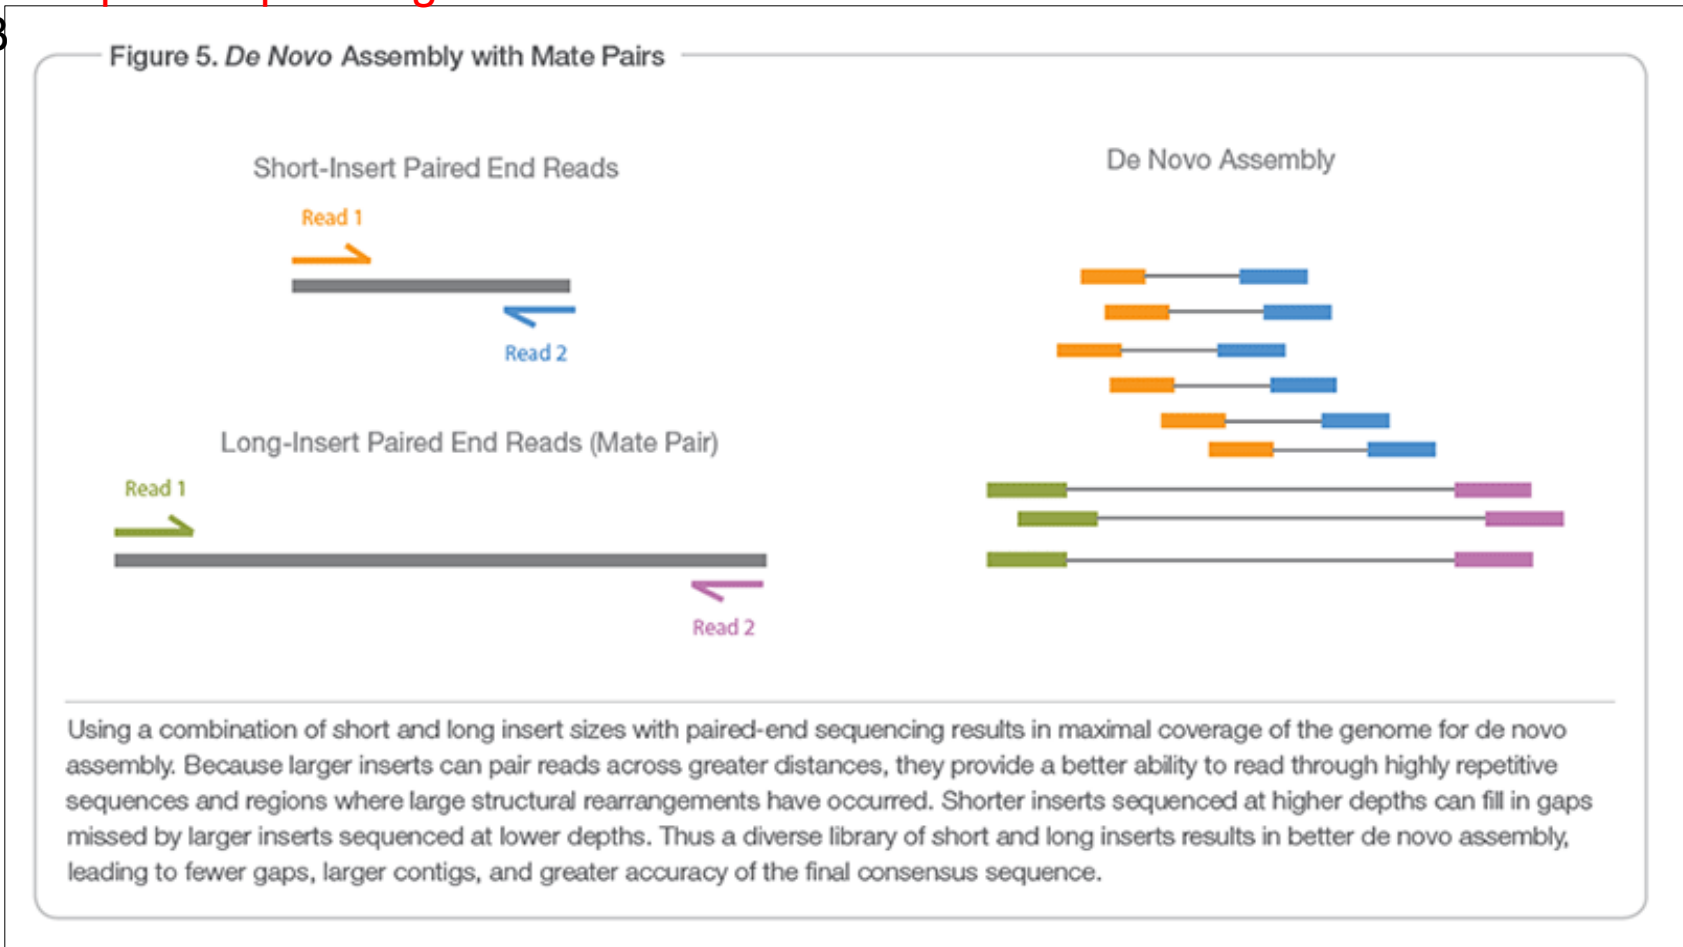 Figure 5. De Novo Assembly with Mate Pairs
Short-Insert Paired End Reads
Read 1
Read 2
Long-Insert Paired End Reads (Mate Pair)
Read 1
Read 2
De Novo Assembly
Using a combination of short and long insert sizes with paired-end sequencing results in maximal coverage of the genome for de novo
assembly. Because larger inserts can pair reads across greater distances, they provide a better ability to read through highly repetitive
sequences and regions where large structural rearrangements have occurred. Shorter inserts sequenced at higher depths can fill in gaps
missed by larger inserts sequenced at lower depths. Thus a diverse library of short and long inserts results in better de novo assembly,
leading to fewer gaps, larger contigs, and greater accuracy of the final consensus sequence.